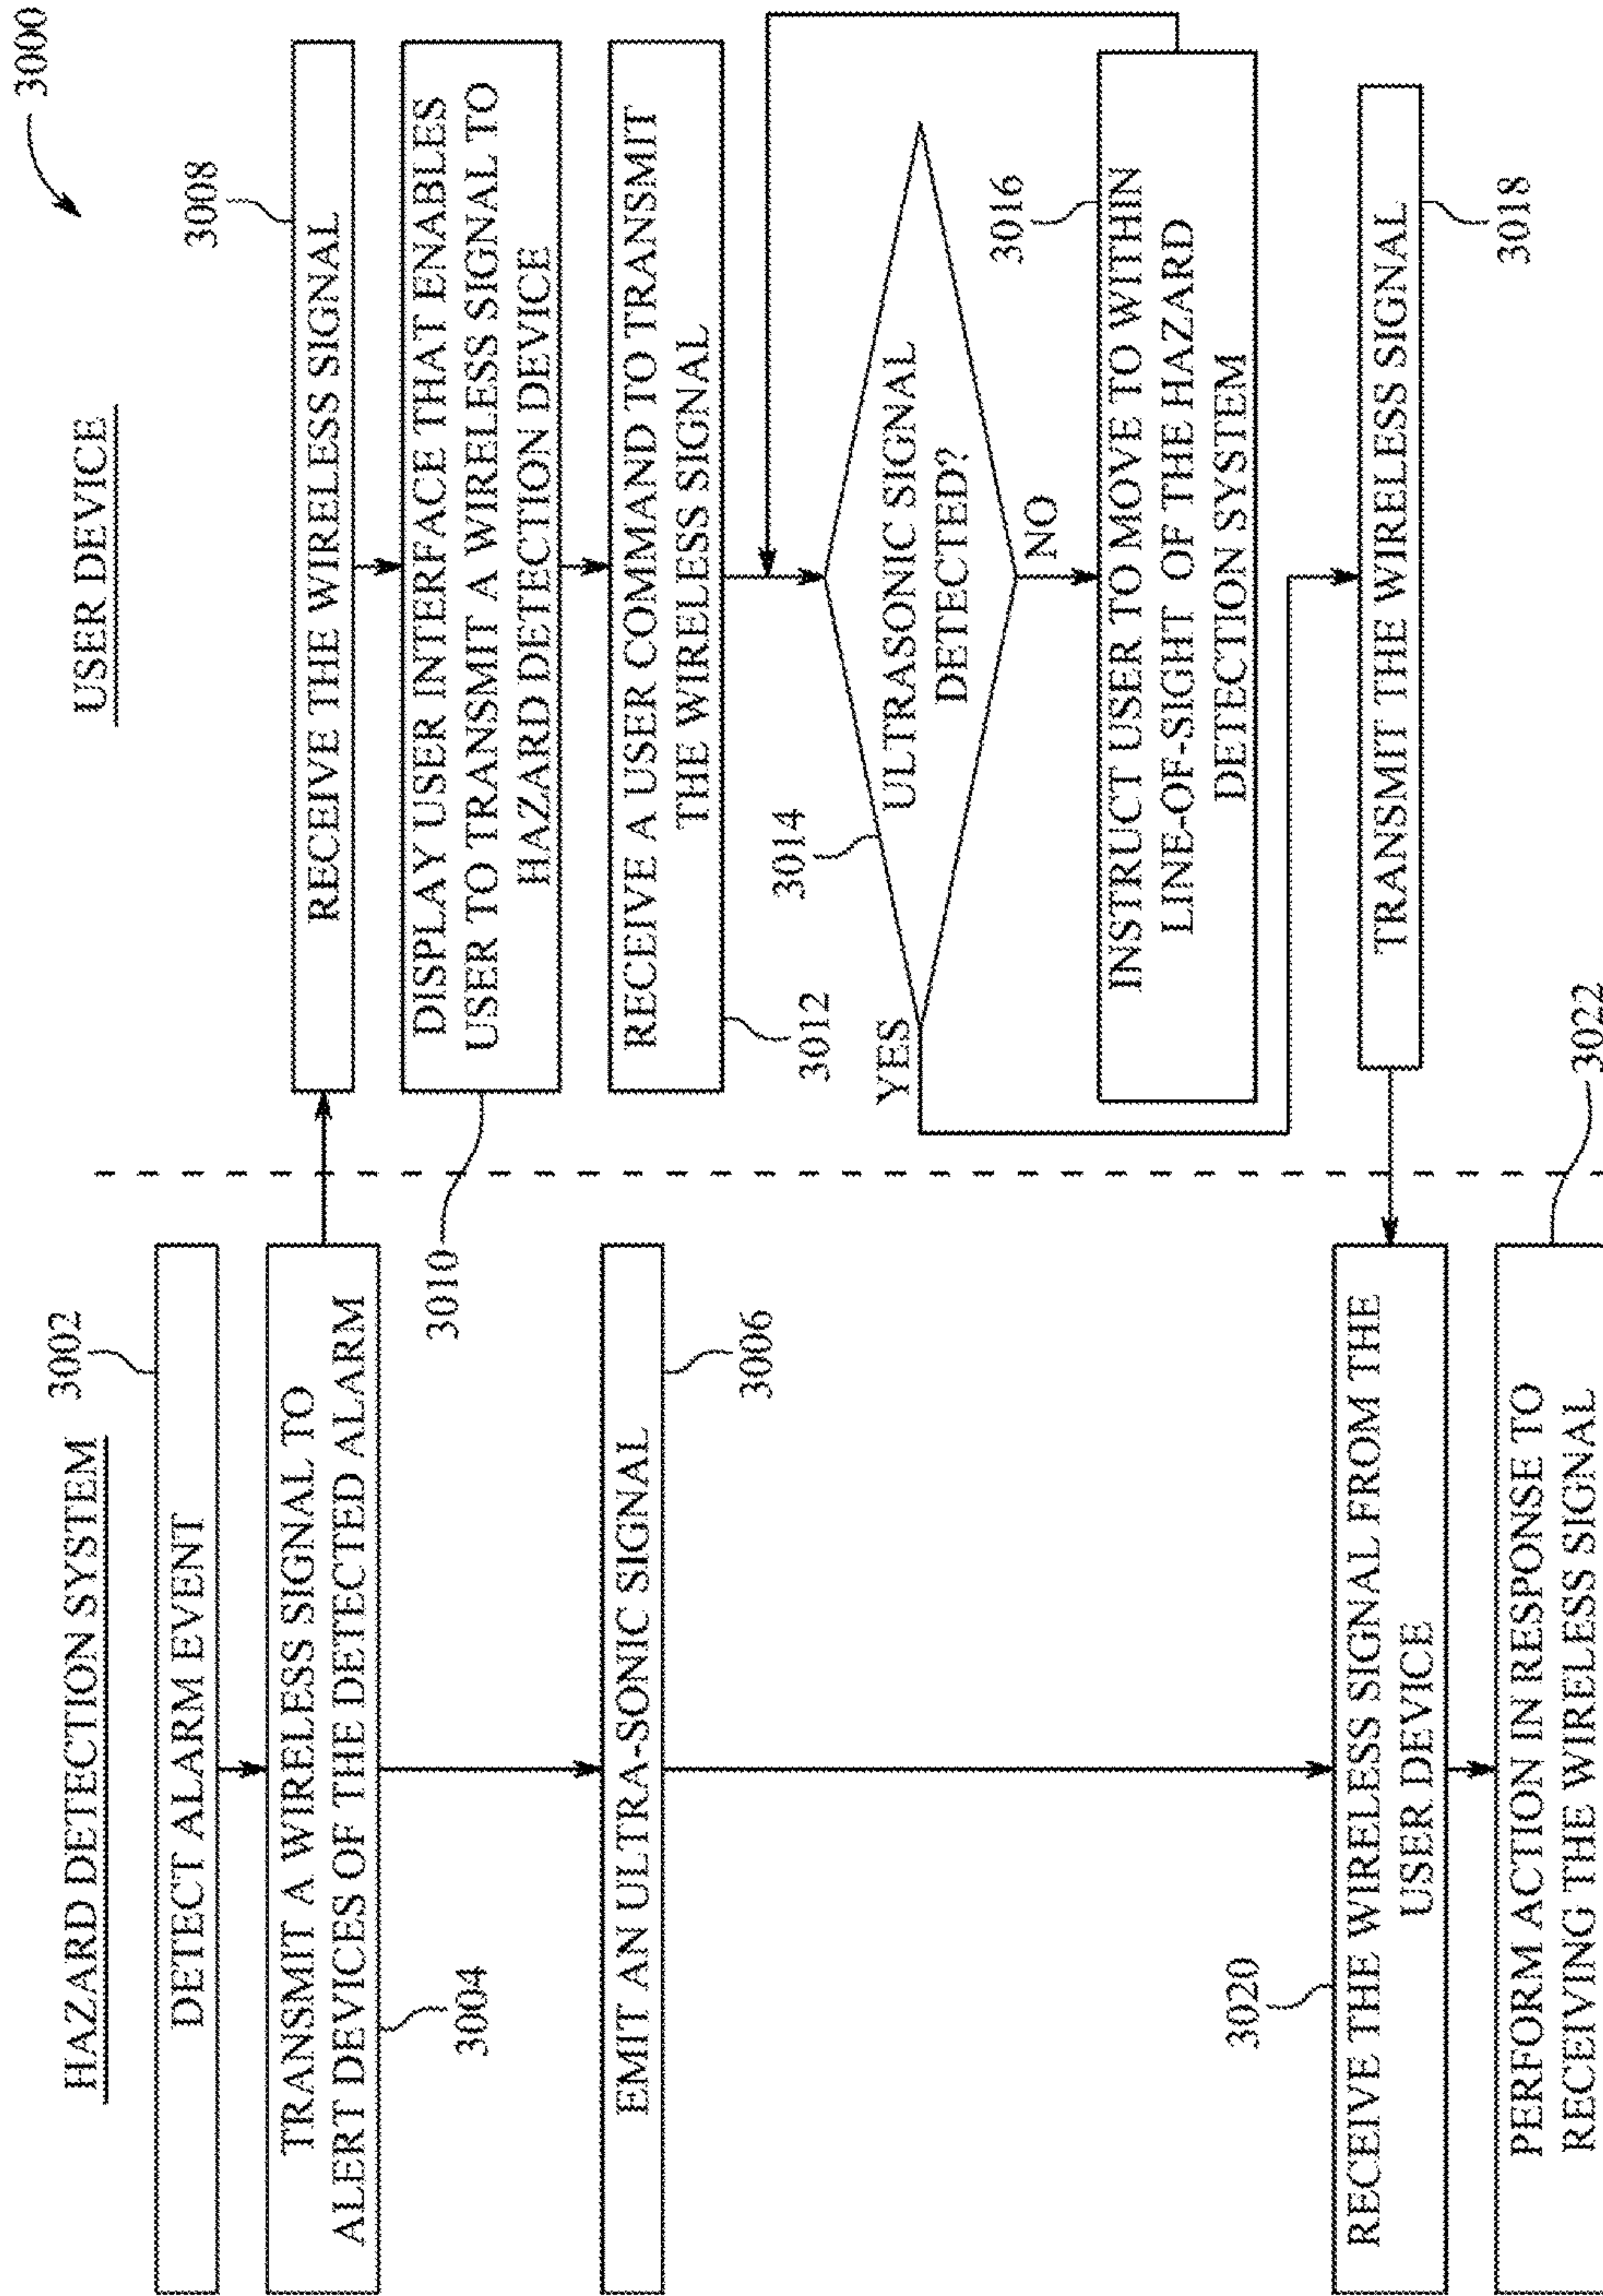 3000
HAZARD DETECTION SYSTEM
3002
DETECT ALARM EVENT
TRANSMIT A WIRELESS SIGNAL TO
ALERT DEVICES OF THE DETECTED ALARM
3004
EMIT AN ULTRA-SONIC SIGNAL
3006
3020
RECEIVE THE WIRELESS SIGNAL FROM THE
USER DEVICE
PERFORM ACTION IN RESPONSE TO
RECEIVING THE WIRELESS SIGNAL
3022
USER DEVICE
3008
RECEIVE THE WIRELESS SIGNAL
DISPLAY USER INTERFACE THAT ENABLES
USER TO TRANSMIT A WIRELESS SIGNAL TO
HAZARD DETECTION DEVICE
3010
RECEIVE A USER COMMAND TO TRANSMIT
THE WIRELESS SIGNAL
3012
3014
ULTRASONIC SIGNAL
DETECTED?
YES
NO
3016
INSTRUCT USER TO MOVE TO WITHIN
LINE-OF-SIGHT OF THE HAZARD
DETECTION SYSTEM
TRANSMIT THE WIRELESS SIGNAL
3018